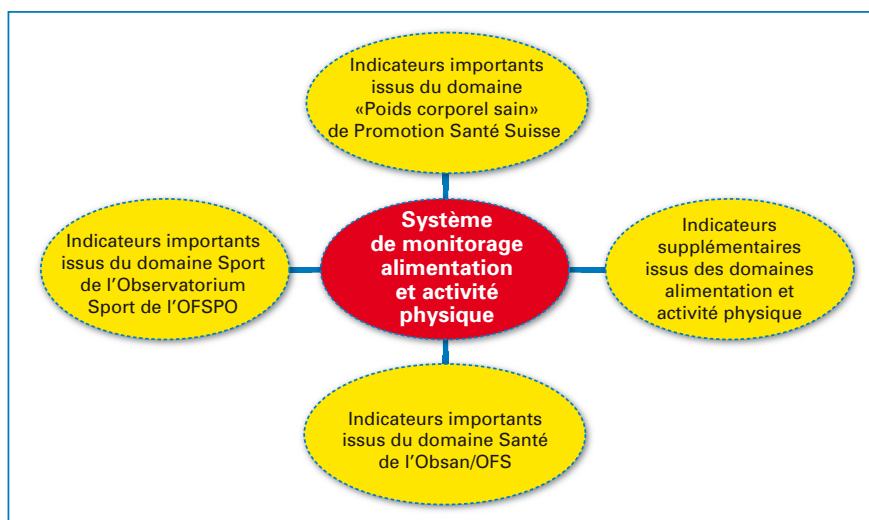 Indicateurs importants
issus du domaine
«Poids corporel sain»
de Promotion Santé Suisse
Indicateurs importants
issus du domaine Sport
de l'Observatorium
Sport de l'OFSPO
Système
de monitorage
alimentation
et activité
physique
Indicateurs
supplémentaires
issus des domaines
alimentation et
activité physique
Indicateurs importants
issus du domaine Santé
de l'Obsan/OFS